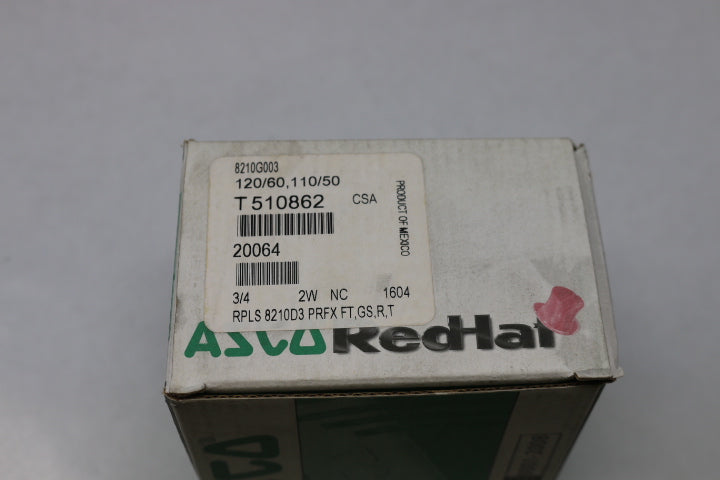 8210G003
120/60,110/50
T 510862 CSA
PRODUCT OF MEXICO
20064
3/4 2W NC 1604
RPLS 8210D3 PRFX FT,GS,R,T
ASCO RedHat